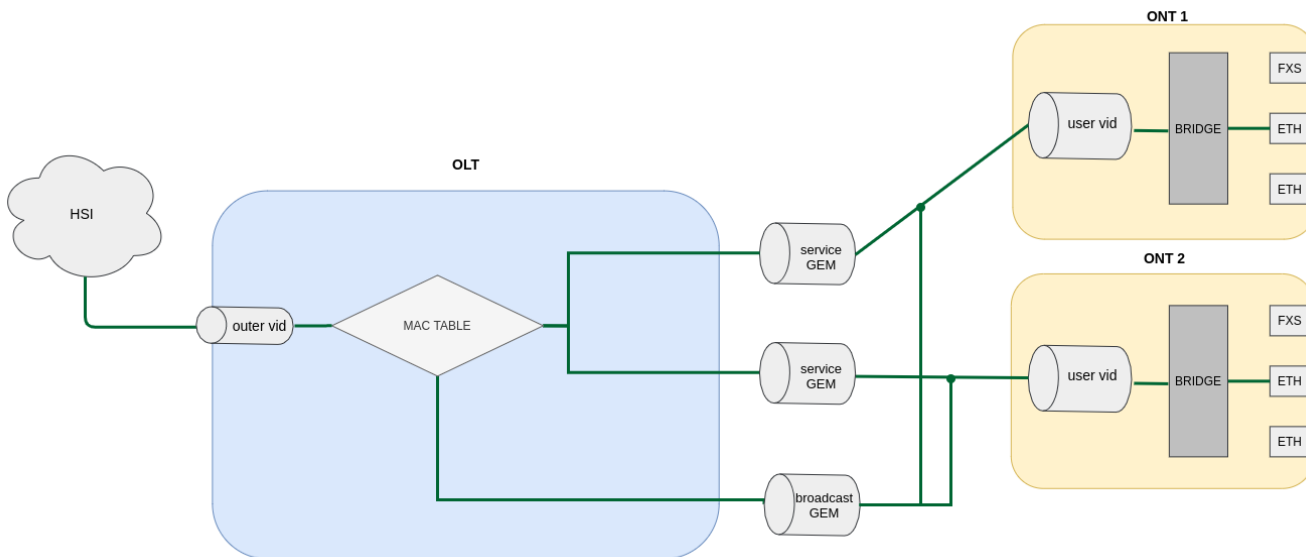 ONT 1
FXS
user vid
BRIDGE
ETH
ETH
OLT
HSI
service
GEM
ONT 2
outer vid
MAC TABLE
FXS
service
GEM
user vid
BRIDGE
ETH
ETH
broadcast
GEM